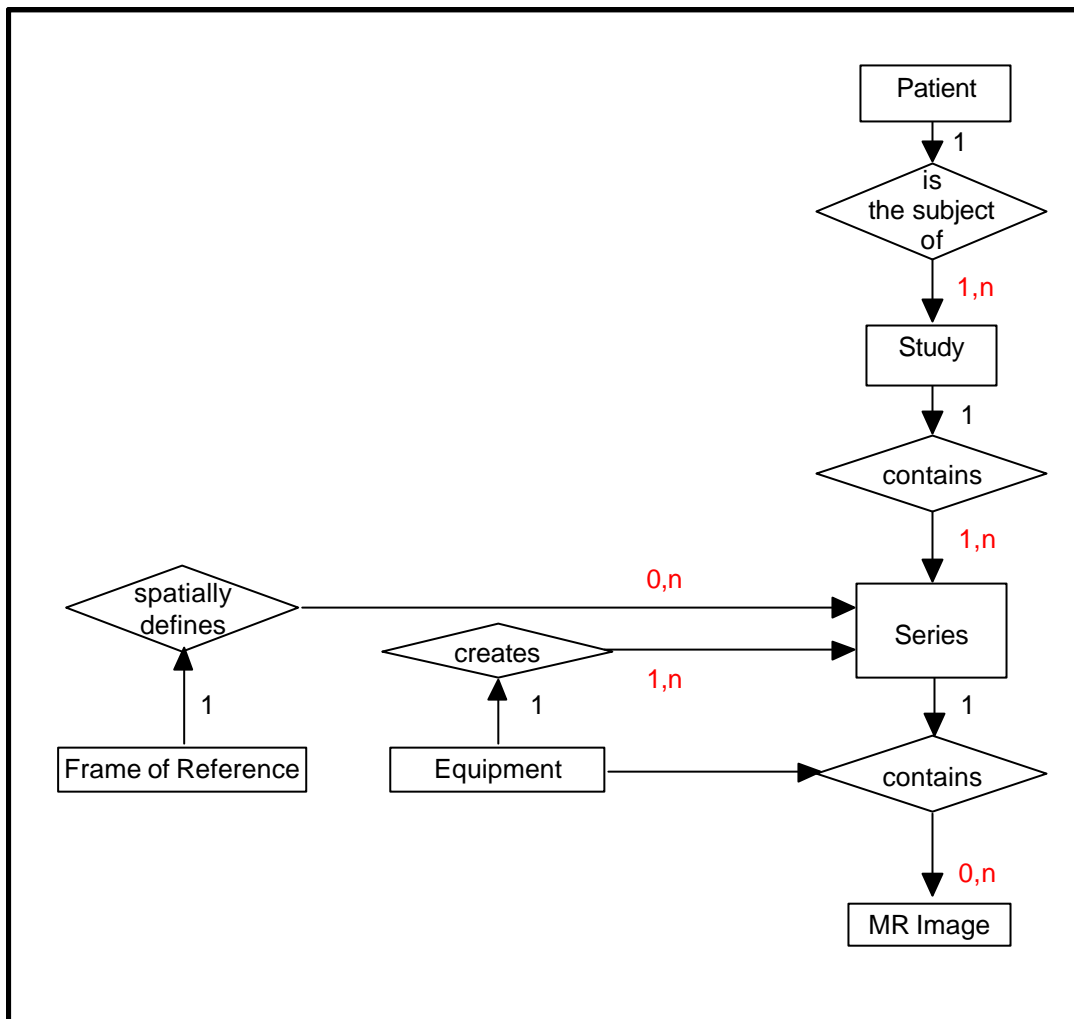 Patient
1
is
the subject
of
1,n
Study
1
contains
1,n
spatially
defines
0,n
Series
creates
1,n
1
1
1
Frame of Reference
Equipment
contains
0,n
MR Image